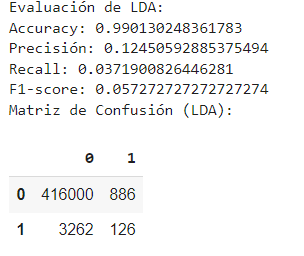 Evaluación de LDA:
Accuracy: 0.990130248361783
Precisión: 0.12450592885375494
Recall: 0.0371900826446281
F1-score: 0.057272727272727274
Matriz de Confusión (LDA):
0 1
0 416000 886
1 3262 126